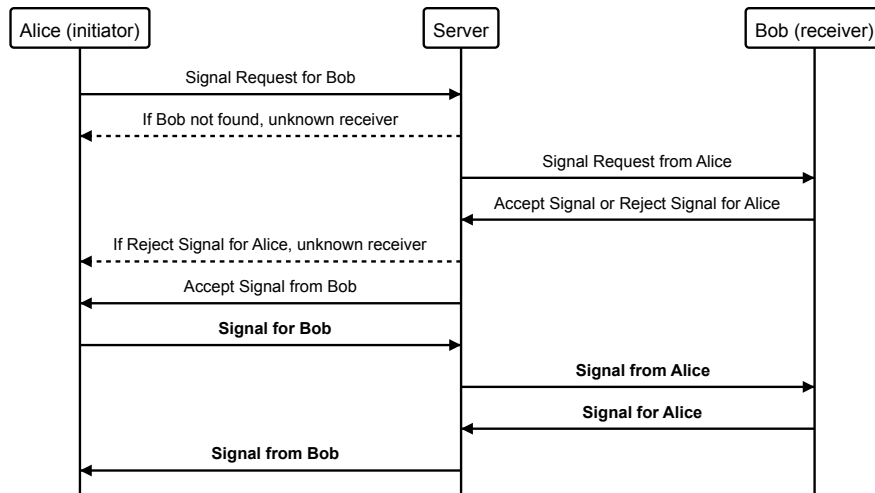 Alice (initiator)
Server
Bob (receiver)
Signal Request for Bob
If Bob not found, unknown receiver
Signal Request from Alice
Accept Signal or Reject Signal for Alice
If Reject Signal for Alice, unknown receiver
Accept Signal from Bob
Signal for Bob
Signal from Alice
Signal for Alice
Signal from Bob